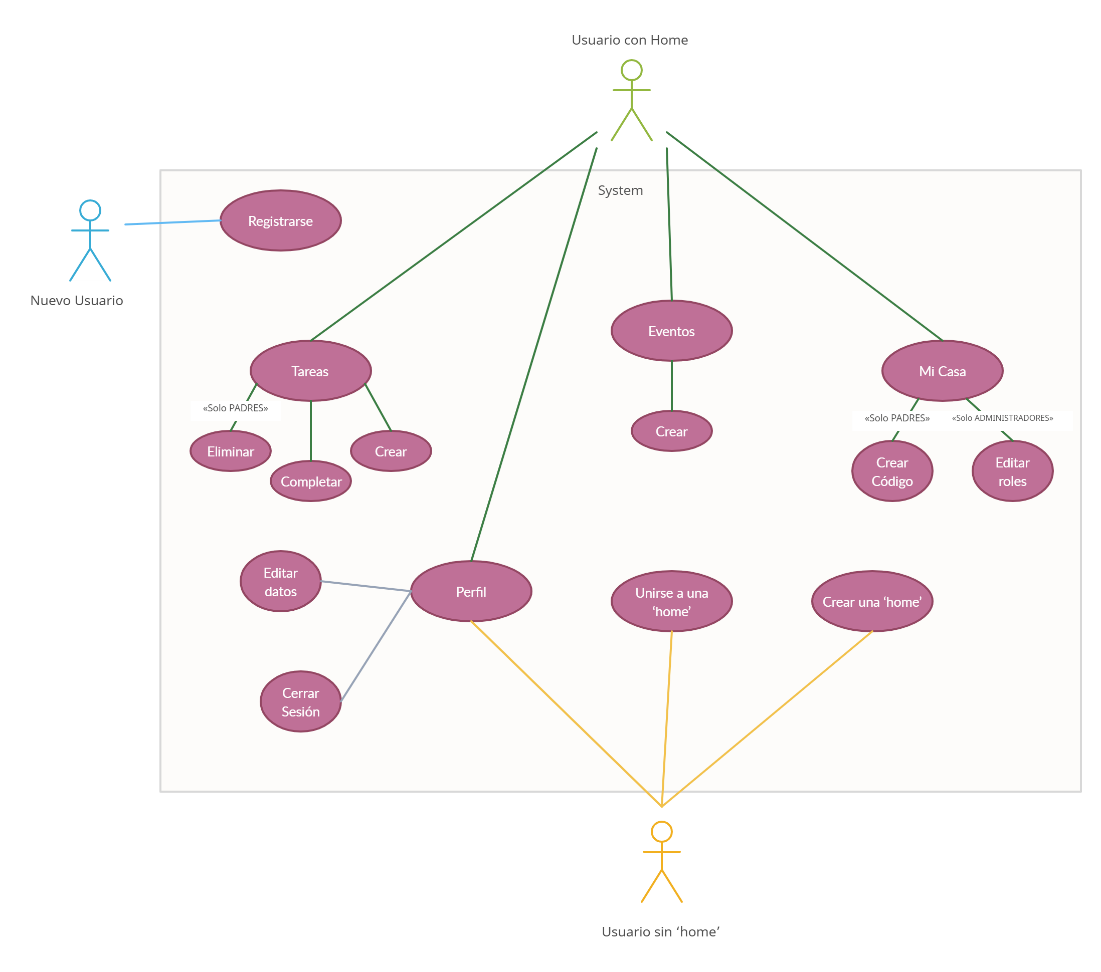 Usuario con Home
System
Registrarse
Nuevo Usuario
Eventos
Tareas
Mi Casa
«Solo PADRES»
«Solo PADRES»
«Solo ADMINISTRADORES»
Eliminar
Completar
Crear
Crear
Crear
Código
Editar
roles
Editar
datos
Perfil
Unirse a una
‘home’
Crear una ‘home’
Cerrar
Sesión
Usuario sin ‘home’